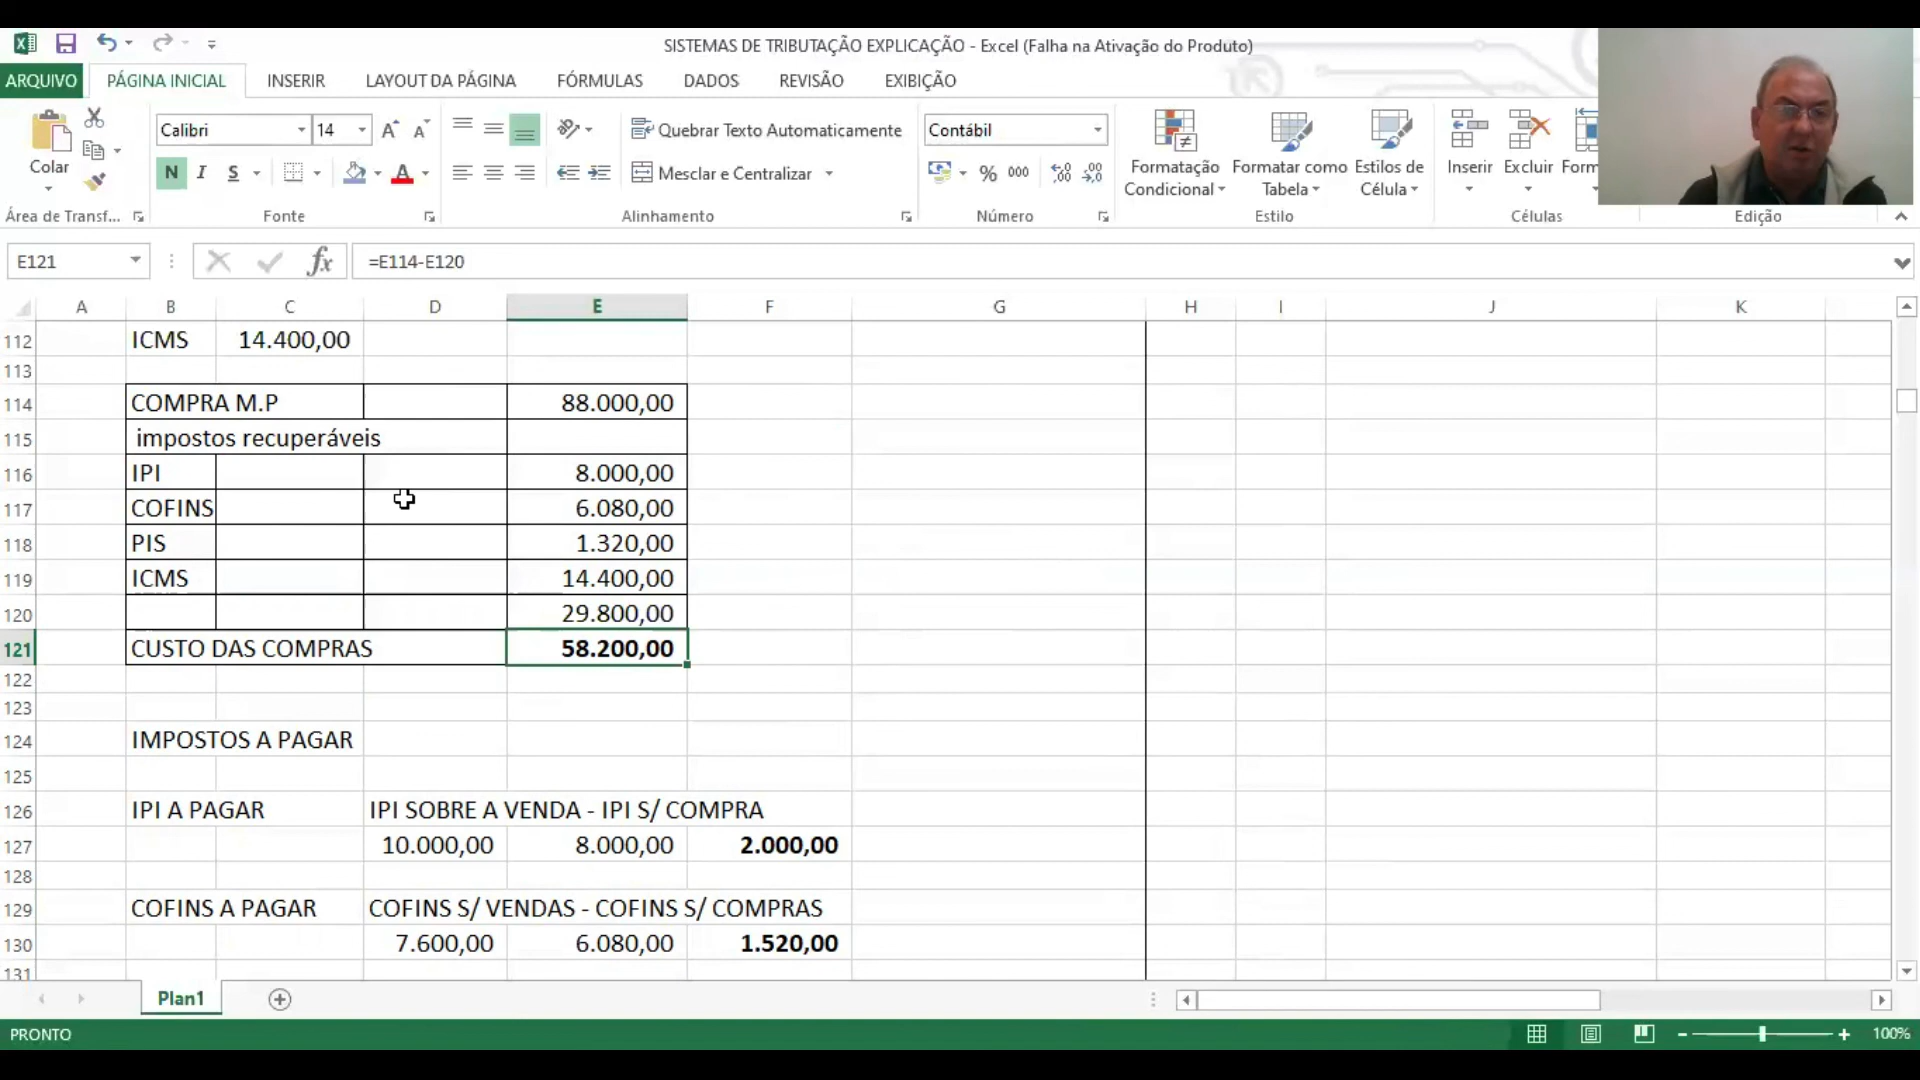 SISTEMAS DE TRIBUTAÇÃO EXPLICAÇÃO - Excel (Falha na Ativação do Produto)
ARQUIVO PÁGINA INICIAL INSERIR LAYOUT DA PÁGINA FÓRMULAS DADOS REVISÃO EXIBIÇÃO
Colar
Calibri 14
N I S
Quebrar Texto Automaticamente
Mesclar e Centralizar
Contábil
% 000
Formatação Condicional
Formatar como Tabela
Estilos de Célula
Inserir Excluir Form
Área de Transf... Fonte Alinhamento Número Estilo Células Edição
E121 fx =E114-E120
A B C D E F G H I J K
112 ICMS 14.400,00
113
114 COMPRA M.P 88.000,00
115 impostos recuperáveis
116 IPI 8.000,00
117 COFINS 6.080,00
118 PIS 1.320,00
119 ICMS 14.400,00
120 29.800,00
121 CUSTO DAS COMPRAS 58.200,00
122
123
124 IMPOSTOS A PAGAR
125
126 IPI A PAGAR IPI SOBRE A VENDA - IPI S/ COMPRA
127 10.000,00 8.000,00 2.000,00
128
129 COFINS A PAGAR COFINS S/ VENDAS - COFINS S/ COMPRAS
130 7.600,00 6.080,00 1.520,00
131
Plan1
PRONTO 100%